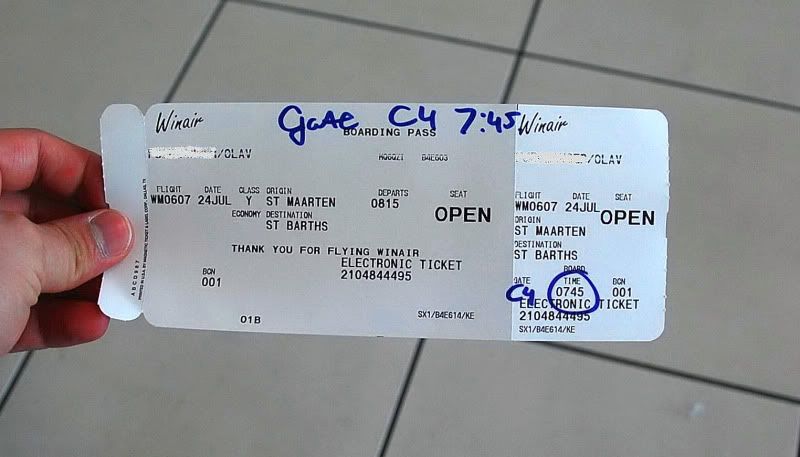 Gate C4 7:45
Winair
BOARDING PASS
/OLAV
B4E603
FLIGHT DATE CLASS ORIGIN DEPARTS SEAT
WM0607 24JUL Y ST MAARTEN 0815 OPEN
ECONOMY DESTINATION
ST BARTHS
THANK YOU FOR FLYING WINAIR
ELECTRONIC TICKET
BGN 2104844495
001
01B
SX1/B4E614/KE
Winair
/OLAV
FLIGHT DATE SEAT
WM0607 24JUL OPEN
ORIGIN
ST MAARTEN
DESTINATION
ST BARTHS
BOARD
GATE TIME BGN
C4 0745 001
ELECTRONIC TICKET
2104844495
SX1/B4E614/KE